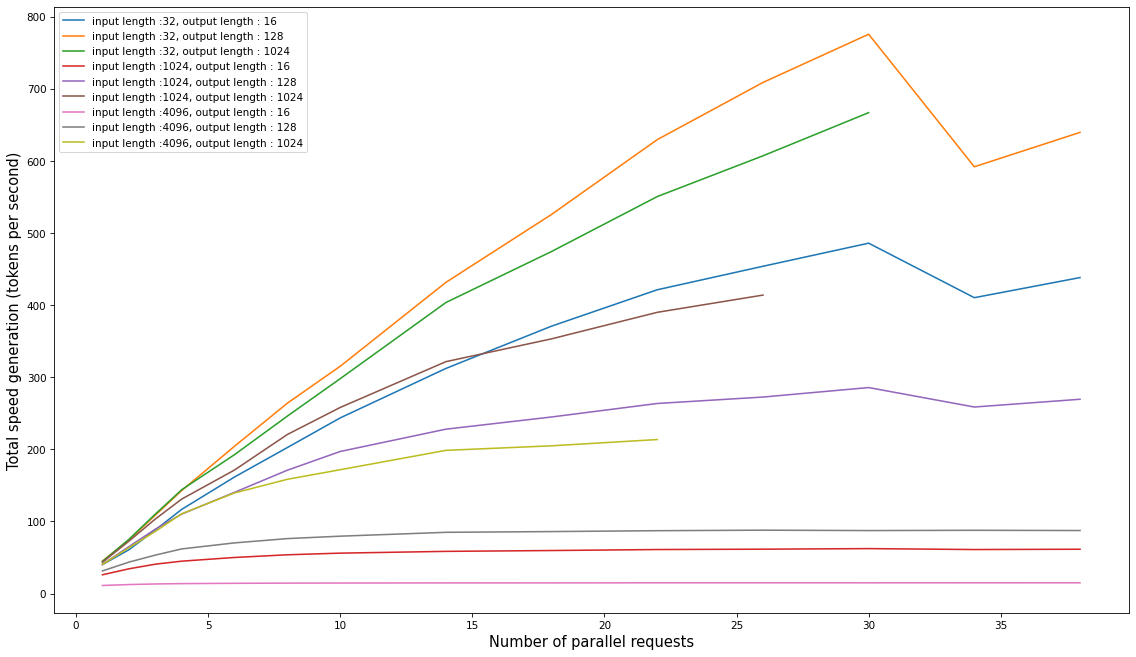 input length :32, output length : 16
input length :32, output length : 128
input length :32, output length : 1024
input length :1024, output length : 16
input length :1024, output length : 128
input length :1024, output length : 1024
input length :4096, output length : 16
input length :4096, output length : 128
input length :4096, output length : 1024
Total speed generation (tokens per second)
800
700
600
500
400
300
200
100
0
0 5 10 15 20 25 30 35
Number of parallel requests